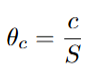 θ_c = c/S